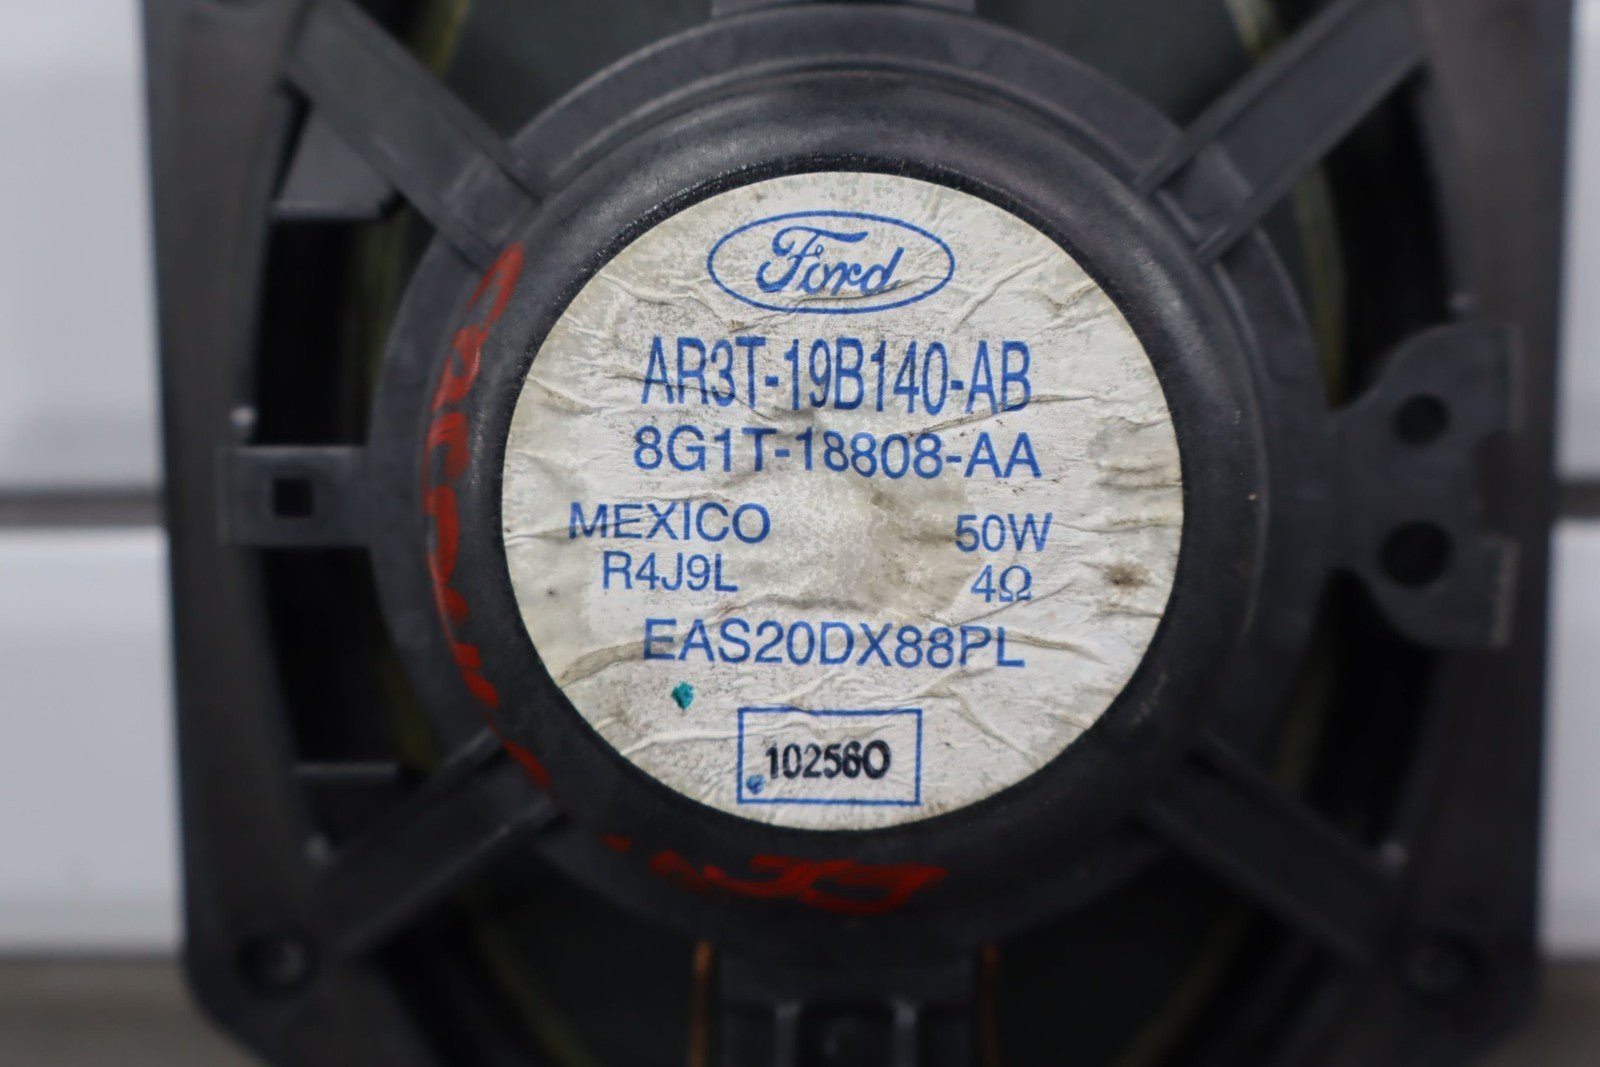 Ford
AR3T-19B140-AB
8G1T-18808-AA
MEXICO 50W
R4J9L 4Ω
EAS20DX88PL
102560